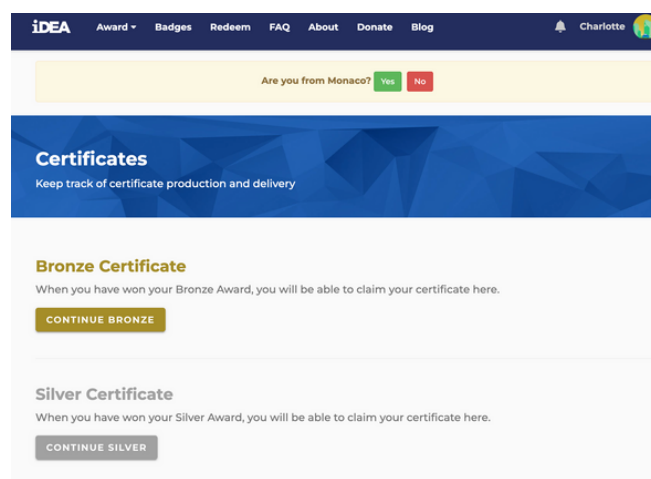 iDEA Award Badges Redeem FAQ About Donate Blog Charlotte
Are you from Monaco? Yes No
Certificates
Keep track of certificate production and delivery
Bronze Certificate
When you have won your Bronze Award, you will be able to claim your certificate here.
CONTINUE BRONZE
Silver Certificate
When you have won your Silver Award, you will be able to claim your certificate here.
CONTINUE SILVER